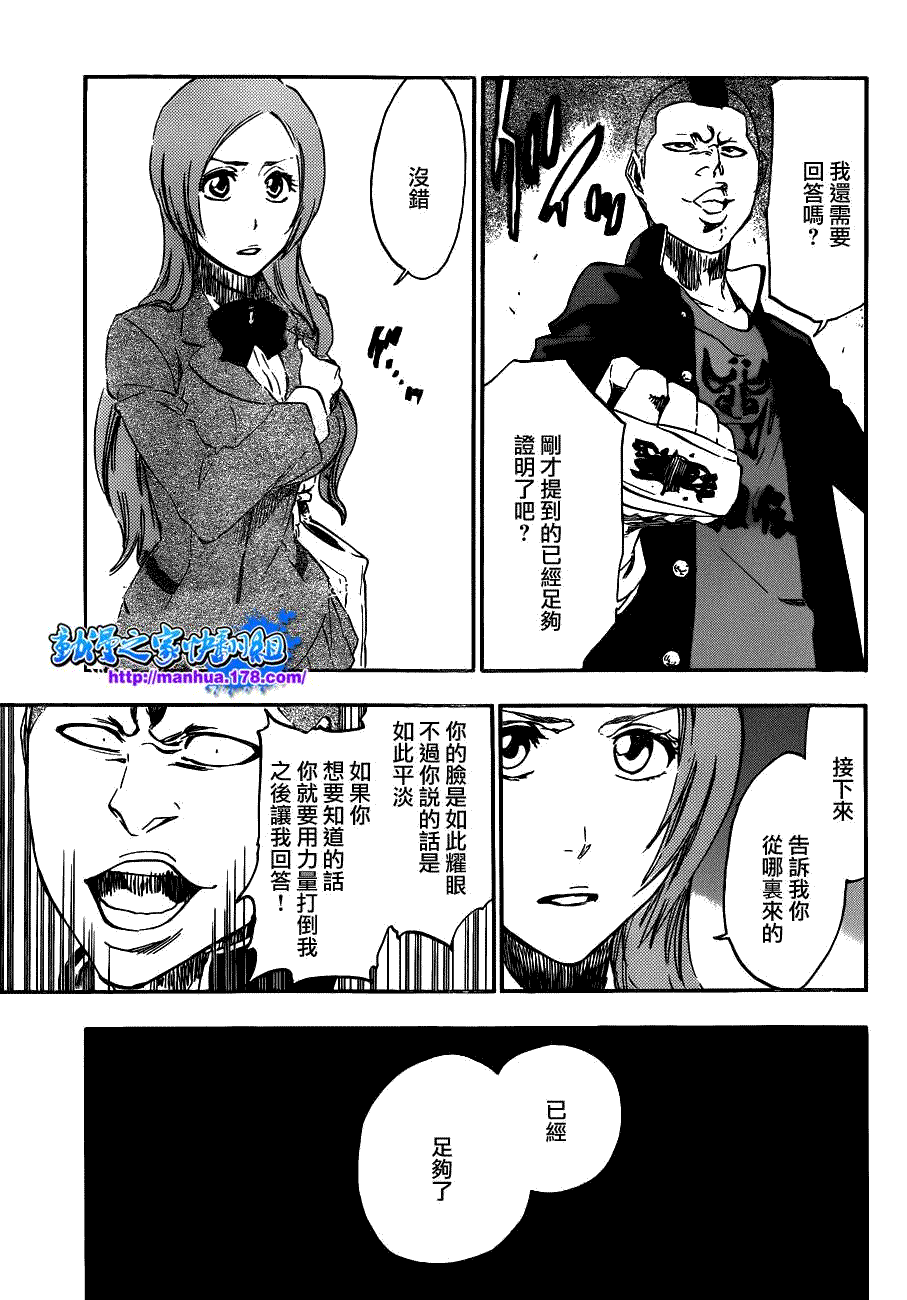 我還需要
回答嗎？
剛才提到的已經足夠
證明了吧？
沒錯
接下來
告訴我你
從哪裏來的
你的臉是如此耀眼
不過你說的話是
如此平淡
如果你
想要知道的話
你就要用力量打倒我
之後讓我回答！
已經
足夠了
動漫之家快翻組
http://manhua.178.com/